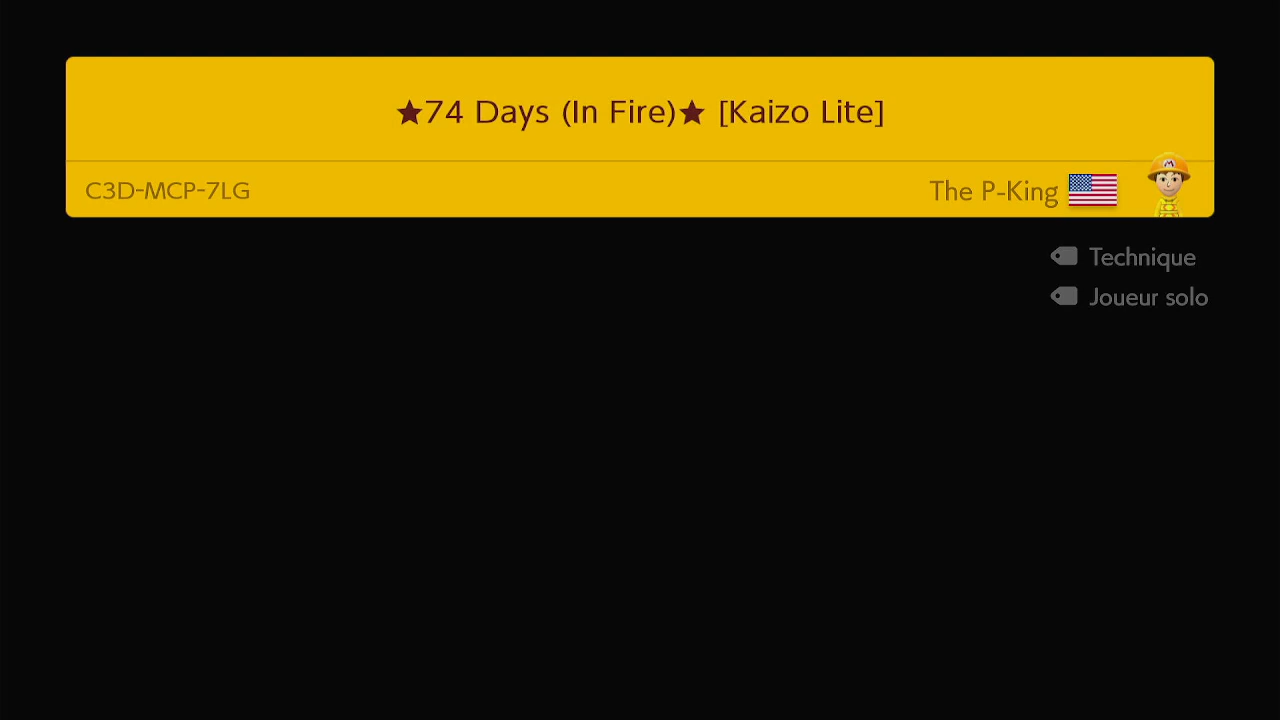 ★74 Days (In Fire)★ [Kaizo Lite]
C3D-MCP-7LG
The P-King
Technique
Joueur solo